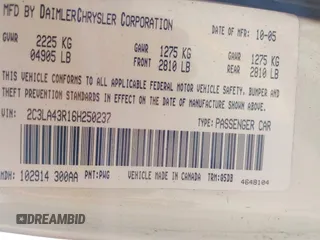 MFD BY DAIMLERCHRYSLER CORPORATION
DATE OF MFR: 10-05
GVWR
2225 KG
04905 LB
GAWR
FRONT
1275 KG
2810 LB
GAWR
REAR
1275 KG
2810 LB
THIS VEHICLE CONFORMS TO ALL APPLICABLE FEDERAL MOTOR VEHICLE SAFETY, BUMPER, AND
THEFT PREVENTION STANDARDS IN EFFECT ON THE DATE OF MANUFACTURE SHOWN ABOVE.
VIN: 2C3LA43R16H250237
TYPE: PASSENGER CAR
MDH: 102914 300AA
PNT: PWG
VEHICLE MADE IN CANADA
TRM: 05DB
4648104
DREAMBID